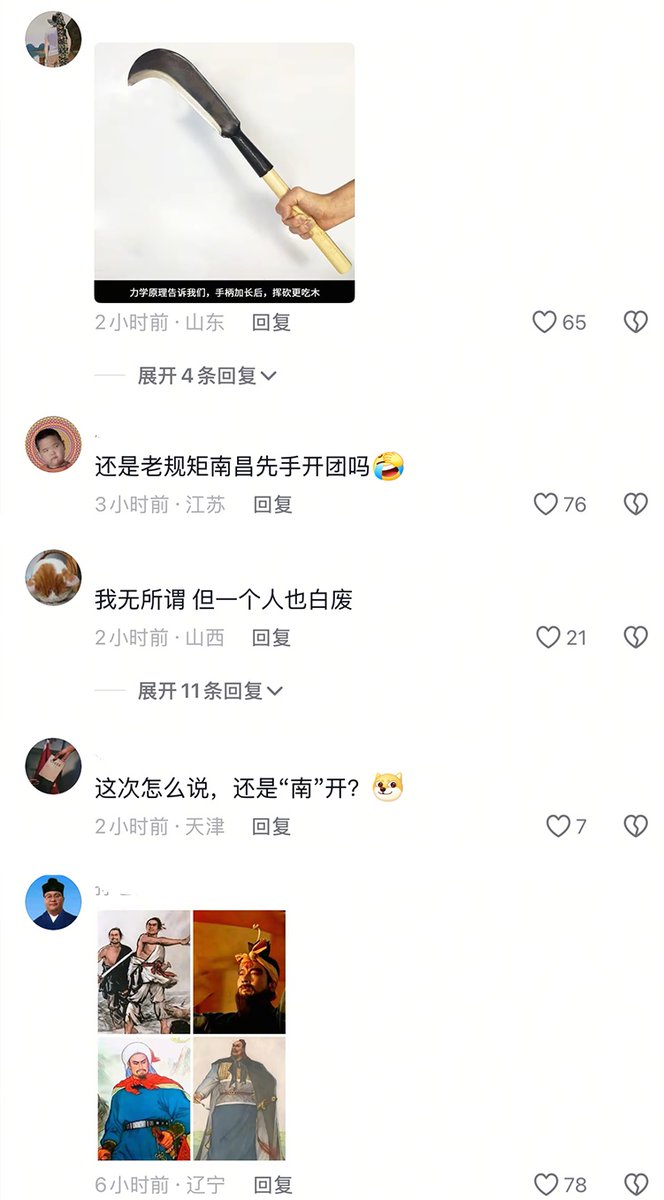 力学原理告诉我们，手柄加长后，挥砍更吃木
2小时前·山东 回复 65
展开4条回复
还是老规矩南昌先手开团吗🤣
3小时前·江苏 回复 76
我无所谓 但一个人也白废
2小时前·山西 回复 21
展开11条回复
这次怎么说，还是“南”开？
2小时前·天津 回复 7
6小时前·辽宁 回复 78